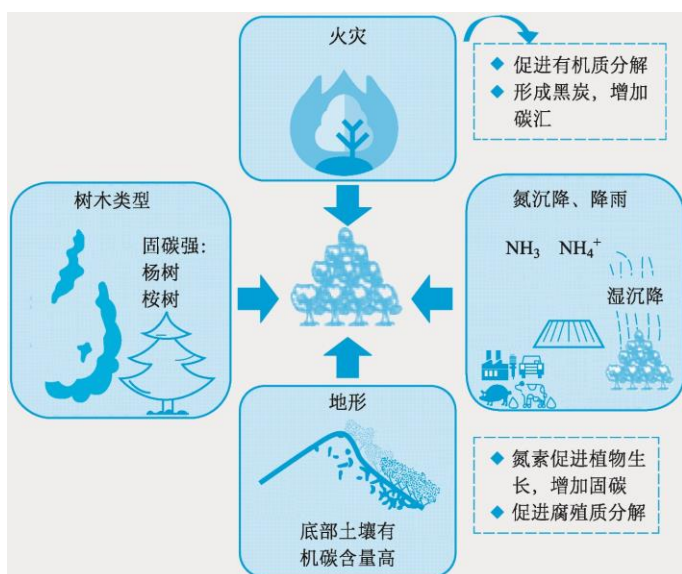 火灾
◆ 促进有机质分解
◆ 形成黑炭，增加
碳汇
树木类型
固碳强：
杨树
桉树
氮沉降、降雨
NH₃ NH₄⁺
湿沉降
地形
底部土壤有
机碳含量高
◆ 氮素促进植物生
长，增加固碳
◆ 促进腐殖质分解